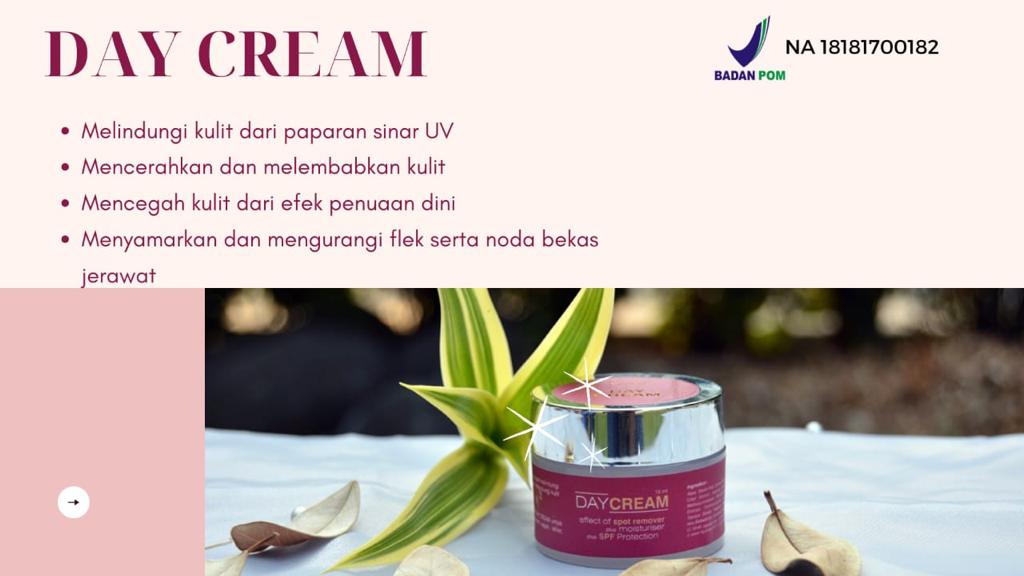 DAY CREAM
BADAN POM
NA 18181700182
Melindungi kulit dari paparan sinar UV
Mencerahkan dan melembabkan kulit
Mencegah kulit dari efek penuaan dini
Menyamarkan dan mengurangi flek serta noda bekas
jerawat
DAY
CREAM
DAYCREAM
effect of spot remover
plus moisturiser
plus SPF Protection